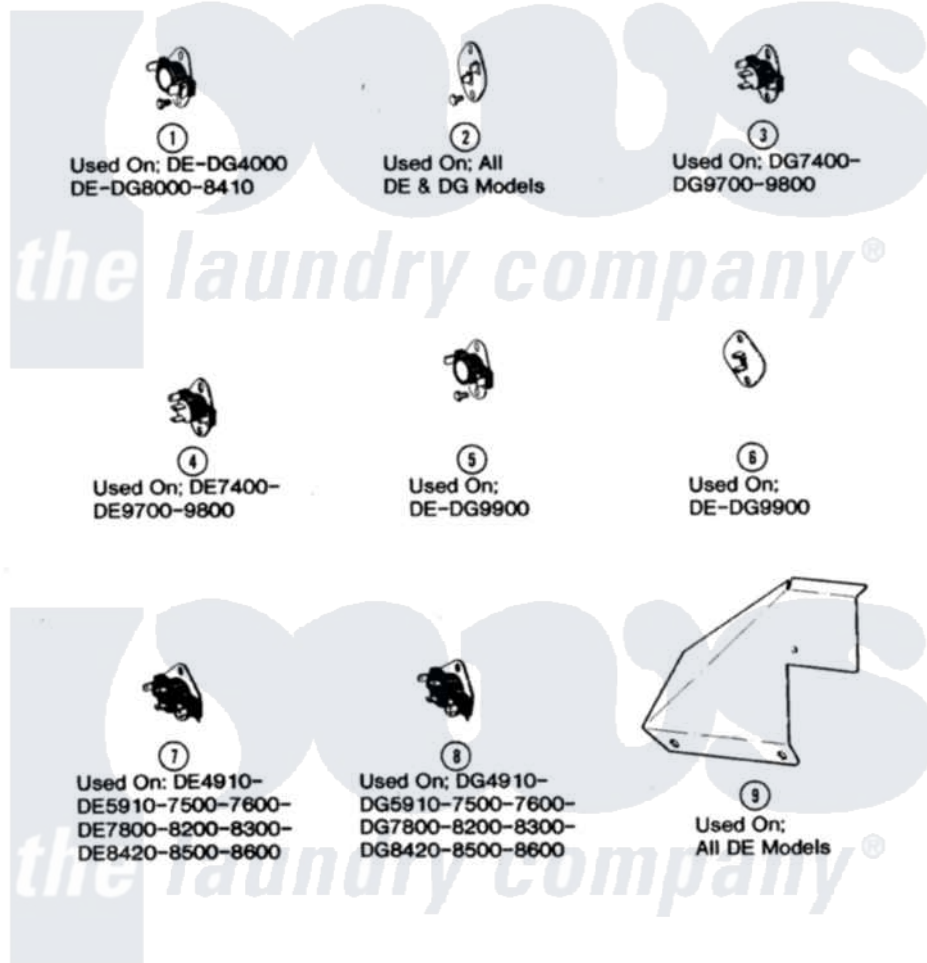 1
Used On; DE-DG4000
DE-DG8000-8410
2
Used On; All
DE & DG Models
3
Used On; DG7400-
DG9700-9800
the laundry company®
4
Used On; DE7400-
DE9700-9800
5
Used On;
DE-DG9900
6
Used On;
DE-DG9900
7
Used On: DE4910-
DE5910-7500-7600-
DE7800-8200-8300-
DE8420-8500-8600
8
Used On; DG4910-
DG5910-7500-7600-
DG7800-8200-8300-
DG8420-8500-8600
9
Used On;
All DE Models
the laundry company®